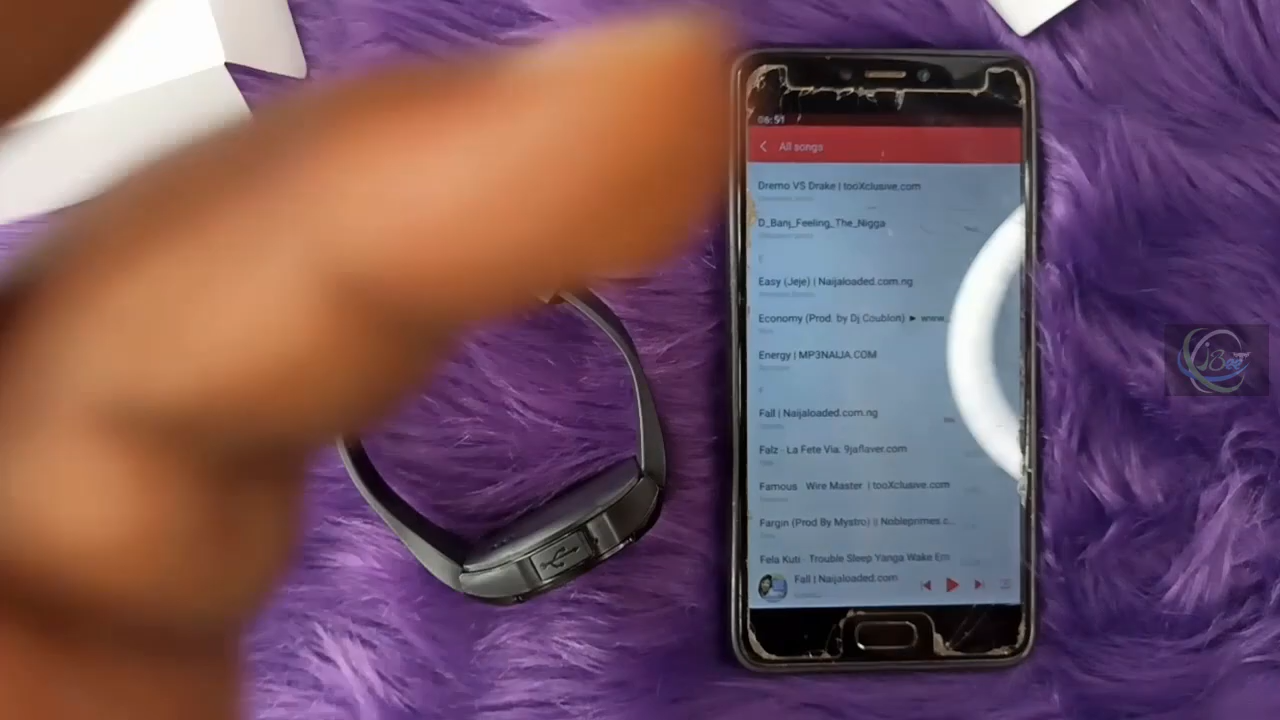 06:51
All songs
Dremo VS Drake | tooXclusive.com
D_Banj_Feeling_The_Nigga
E
Easy (Jeje) | Naijaloaded.com.ng
Economy (Prod. by Dj Coublon) ► www...
Energy | MP3NAIJA.COM
F
Fall | Naijaloaded.com.ng
Falz - La Fete Via: 9jaflaver.com
Famous Wire Master | tooXclusive.com
Fargin (Prod By Mystro) || Nobleprimes.c...
Fela Kuti - Trouble Sleep Yanga Wake Em
Fall | Naijaloaded.com
jBee